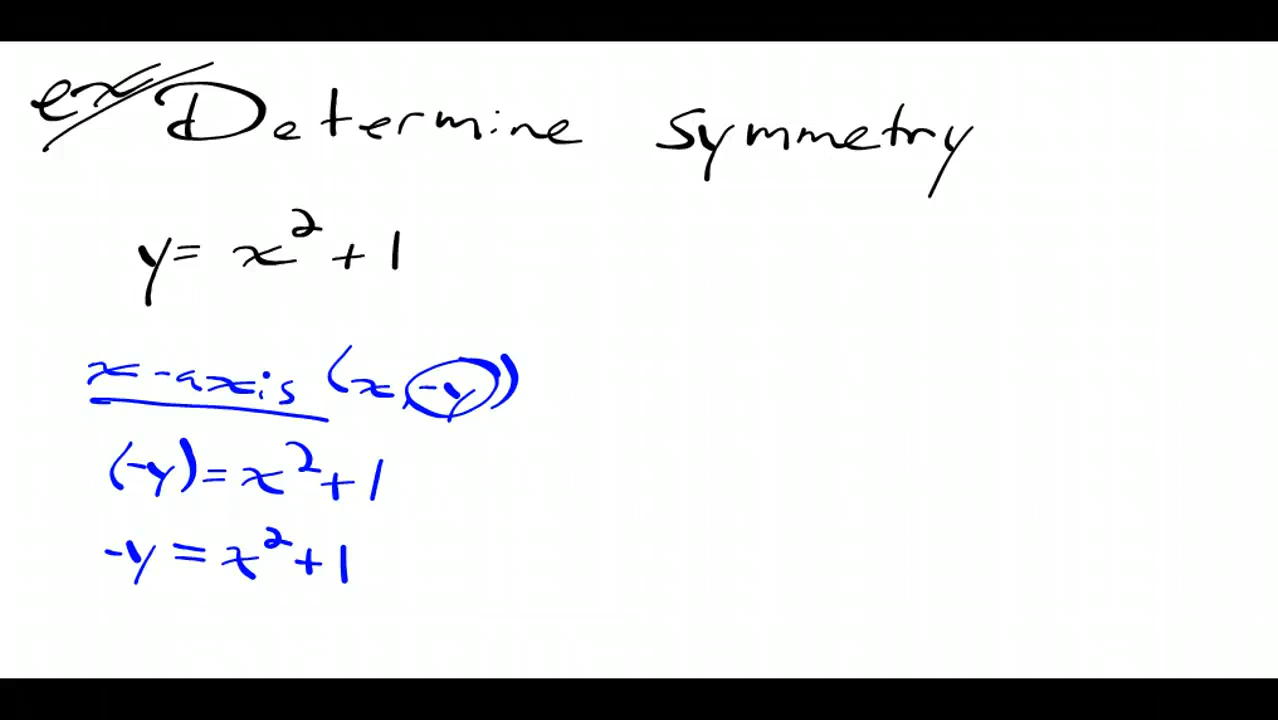 ex Determine symmetry
y = x² + 1
x-axis (x, -y)
(-y) = x² + 1
-y = x² + 1